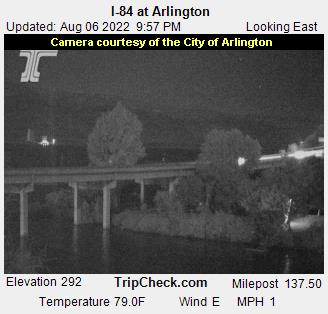 I-84 at Arlington
Updated: Aug 06 2022 9:57 PM Looking East
Camera courtesy of the City of Arlington
Elevation 292 TripCheck.com Milepost 137.50
Temperature 79.0F Wind E MPH 1